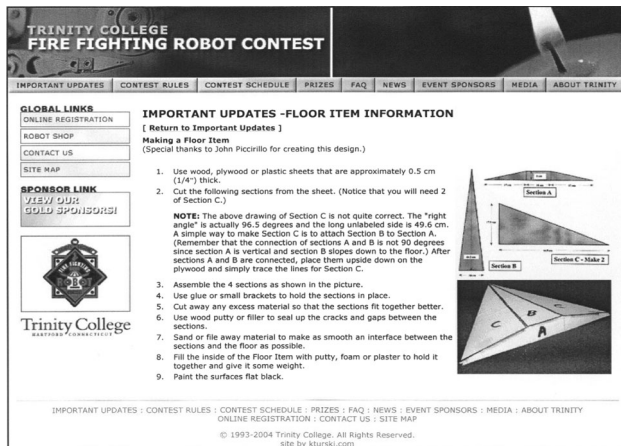 TRINITY COLLEGE
FIRE FIGHTING ROBOT CONTEST
IMPORTANT UPDATES CONTEST RULES CONTEST SCHEDULE PRIZES FAQ NEWS EVENT SPONSORS MEDIA ABOUT TRINITY
GLOBAL LINKS
ONLINE REGISTRATION
ROBOT SHOP
CONTACT US
SITE MAP
SPONSOR LINK
VIEW OUR
GOLD SPONSORS!
Trinity College
HARTFORD CONNECTICUT
IMPORTANT UPDATES -FLOOR ITEM INFORMATION
[ Return to Important Updates ]
Making a Floor Item
(Special thanks to John Piccirillo for creating this design.)
1. Use wood, plywood or plastic sheets that are approximately 0.5 cm
(1/4") thick.
2. Cut the following sections from the sheet. (Notice that you will need 2
of Section C.)
NOTE: The above drawing of Section C is not quite correct. The "right
angle" is actually 96.5 degrees and the long unlabeled side is 49.6 cm.
A simple way to make Section C is to attach Section B to Section A.
(Remember that the connection of sections A and B is not 90 degrees
since section A is vertical and section B slopes down to the floor.) After
sections A and B are connected, place them upside down on the
plywood and simply trace the lines for Section C.
3. Assemble the 4 sections as shown in the picture.
4. Use glue or small brackets to hold the sections in place.
5. Cut away any excess material so that the sections fit together better.
6. Use wood putty or filler to seal up the cracks and gaps between the
sections.
7. Sand or file away material to make as smooth an interface between the
sections and the floor as possible.
8. Fill the inside of the Floor Item with putty, foam or plaster to hold it
together and give it some weight.
9. Paint the surfaces flat black.
Section A
Section B
Section C - Make 2
C
B
C
A
IMPORTANT UPDATES : CONTEST RULES : CONTEST SCHEDULE : PRIZES : FAQ : NEWS : EVENT SPONSORS : MEDIA : ABOUT TRINITY
ONLINE REGISTRATION : CONTACT US : SITE MAP
© 1993-2004 Trinity College. All Rights Reserved.
site by kturski.com